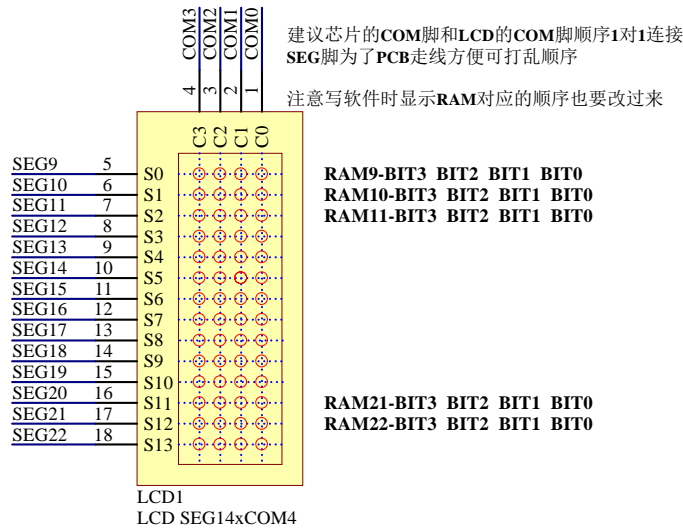 COM3
COM2
COM1
COM0
建议芯片的COM脚和LCD的COM脚顺序1对1连接
SEG脚为了PCB走线方便可打乱顺序
注意写软件时显示RAM对应的顺序也要改过来
4
3
2
1
C3
C2
C1
C0
SEG9 5 S0 RAM9-BIT3 BIT2 BIT1 BIT0
SEG10 6 S1 RAM10-BIT3 BIT2 BIT1 BIT0
SEG11 7 S2 RAM11-BIT3 BIT2 BIT1 BIT0
SEG12 8 S3
SEG13 9 S4
SEG14 10 S5
SEG15 11 S6
SEG16 12 S7
SEG17 13 S8
SEG18 14 S9
SEG19 15 S10
SEG20 16 S11 RAM21-BIT3 BIT2 BIT1 BIT0
SEG21 17 S12 RAM22-BIT3 BIT2 BIT1 BIT0
SEG22 18 S13
LCD1
LCD SEG14xCOM4